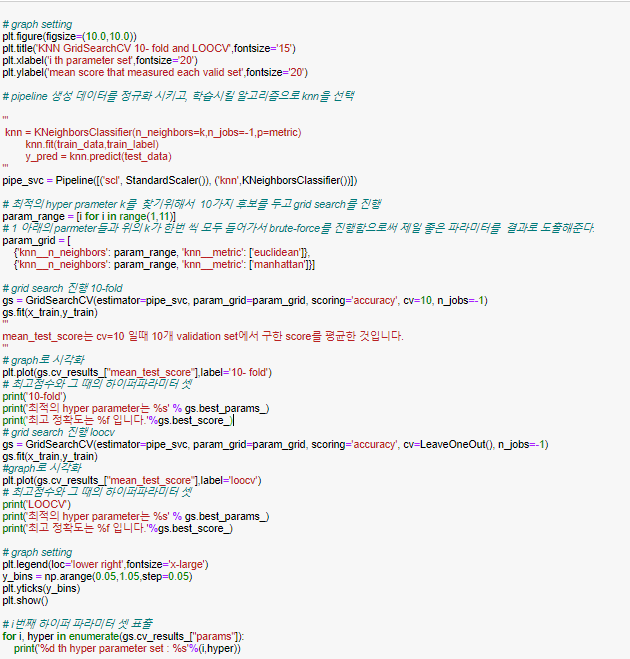 # graph setting
plt.figure(figsize=(10.0,10.0))
plt.title('KNN GridSearchCV 10- fold and LOOCV',fontsize='15')
plt.xlabel('i th parameter set',fontsize='20')
plt.ylabel('mean score that measured each valid set',fontsize='20')
# pipeline 생성 데이터를 정규화 시키고, 학습시킬 알고리즘으로 knn을 선택
'''
knn = KNeighborsClassifier(n_neighbors=k,n_jobs=-1,p=metric)
knn.fit(train_data,train_label)
y_pred = knn.predict(test_data)
'''
pipe_svc = Pipeline([('scl', StandardScaler()), ('knn',KNeighborsClassifier())])
# 최적의 hyper prameter k를 찾기위해서 10가지 후보를 두고 grid search를 진행
param_range = [i for i in range(1,11)]
# 1 아래의 parmeter들과 위의 k가 한번 씩 모두 들어가서 brute-force를 진행함으로써 제일 좋은 파라미터를 결과로 도출해준다.
param_grid = [
{'knn__n_neighbors': param_range, 'knn__metric': ['euclidean']},
{'knn__n_neighbors': param_range, 'knn__metric': ['manhattan']}]
# grid search 진행 10-fold
gs = GridSearchCV(estimator=pipe_svc, param_grid=param_grid, scoring='accuracy', cv=10, n_jobs=-1)
gs.fit(x_train,y_train)
'''
mean_test_score는 cv=10 일때 10개 validation set에서 구한 score를 평균한 것입니다.
'''
# graph로 시각화
plt.plot(gs.cv_results_["mean_test_score"],label='10- fold')
# 최고점수와 그 때의 하이퍼파라미터 셋
print('10-fold')
print('최적의 hyper parameter는 %s' % gs.best_params_)
print('최고 정확도는 %f 입니다.'%gs.best_score_)
# grid search 진행 loocv
gs = GridSearchCV(estimator=pipe_svc, param_grid=param_grid, scoring='accuracy', cv=LeaveOneOut(), n_jobs=-1)
gs.fit(x_train,y_train)
#graph로 시각화
plt.plot(gs.cv_results_["mean_test_score"],label='loocv')
# 최고점수와 그 때의 하이퍼파라미터 셋
print('LOOCV')
print('최적의 hyper parameter는 %s' % gs.best_params_)
print('최고 정확도는 %f 입니다.'%gs.best_score_)
# graph setting
plt.legend(loc='lower right',fontsize='x-large')
y_bins = np.arange(0.05,1.05,step=0.05)
plt.yticks(y_bins)
plt.show()
# i번째 하이퍼 파라미터 셋 표출
for i, hyper in enumerate(gs.cv_results_["params"]):
print('%d th hyper parameter set : %s'%(i,hyper))